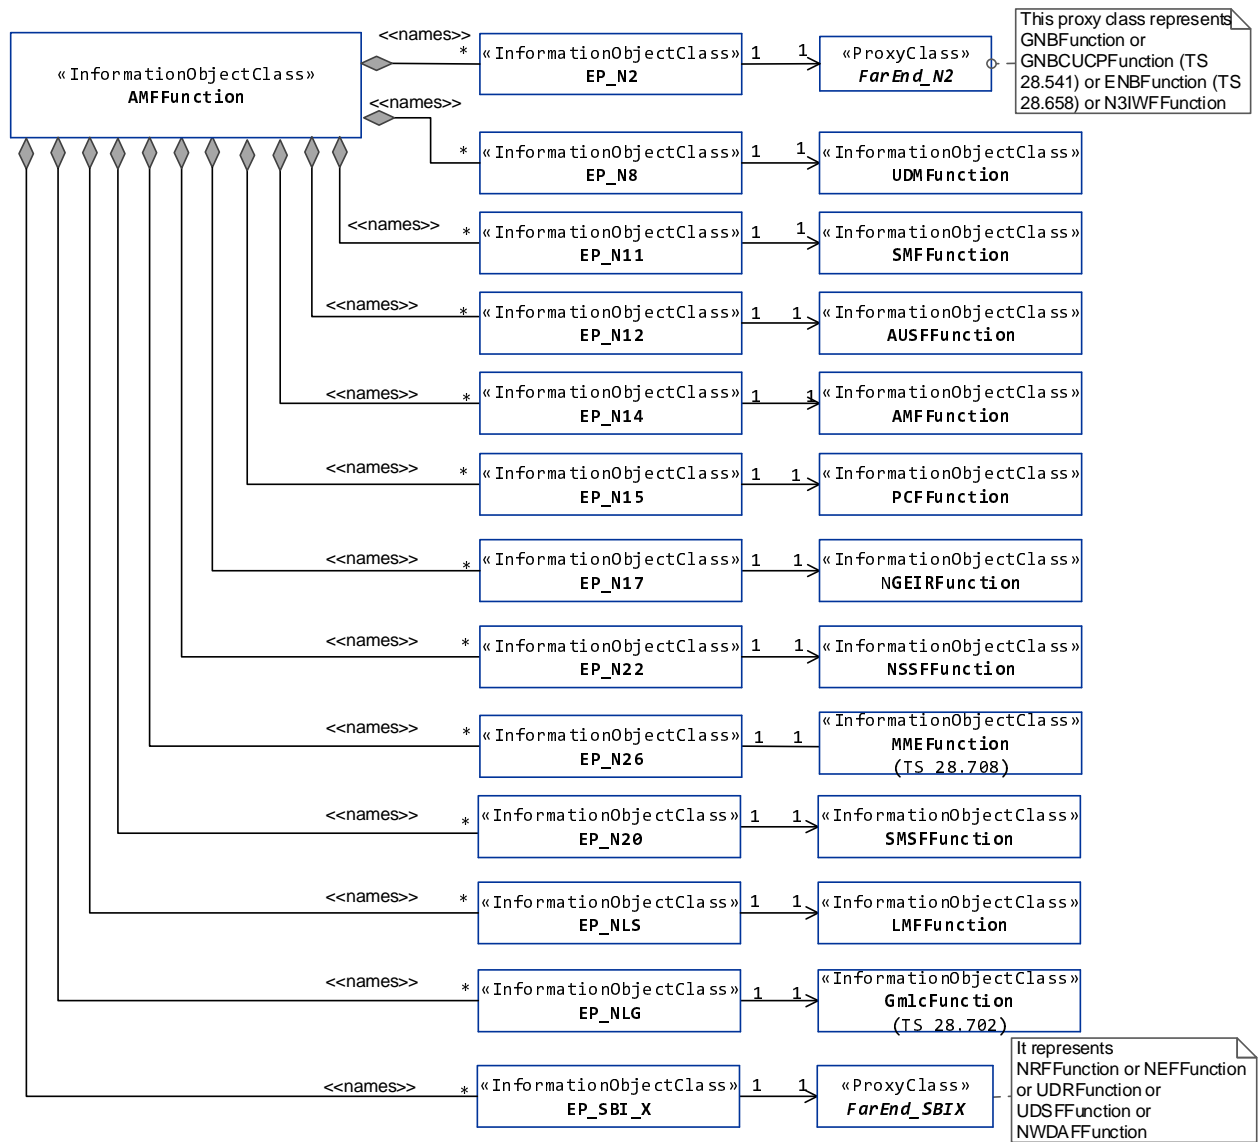 «InformationObjectClass»
AMFFunction
<<names>>
*
«InformationObjectClass»
EP_N2
1
1
«ProxyClass»
FarEnd_N2
This proxy class represents
GNBFunction or
GNBCUCPFunction (TS
28.541) or ENBFunction (TS
28.658) or N3IWFFunction
<<names>>
*
«InformationObjectClass»
EP_N8
1
1
«InformationObjectClass»
UDMFunction
<<names>>
*
«InformationObjectClass»
EP_N11
1
1
«InformationObjectClass»
SMFFunction
<<names>>
*
«InformationObjectClass»
EP_N12
1
1
«InformationObjectClass»
AUSFFunction
<<names>>
*
«InformationObjectClass»
EP_N14
1
1
«InformationObjectClass»
AMFFunction
<<names>>
*
«InformationObjectClass»
EP_N15
1
1
«InformationObjectClass»
PCFFunction
<<names>>
*
«InformationObjectClass»
EP_N17
1
1
«InformationObjectClass»
NGEIRFunction
<<names>>
*
«InformationObjectClass»
EP_N22
1
1
«InformationObjectClass»
NSSFFunction
<<names>>
*
«InformationObjectClass»
EP_N26
1
1
«InformationObjectClass»
MMEFunction
(TS 28.708)
<<names>>
*
«InformationObjectClass»
EP_N20
1
1
«InformationObjectClass»
SMSFFunction
<<names>>
*
«InformationObjectClass»
EP_NLS
1
1
«InformationObjectClass»
LMFFunction
<<names>>
*
«InformationObjectClass»
EP_NLG
1
1
«InformationObjectClass»
GmlcFunction
(TS 28.702)
<<names>>
*
«InformationObjectClass»
EP_SBI_X
1
1
«ProxyClass»
FarEnd_SBIX
It represents
NRFFunction or NEFFunction
or UDRFunction or
UDSFFunction or
NWDAFFunction